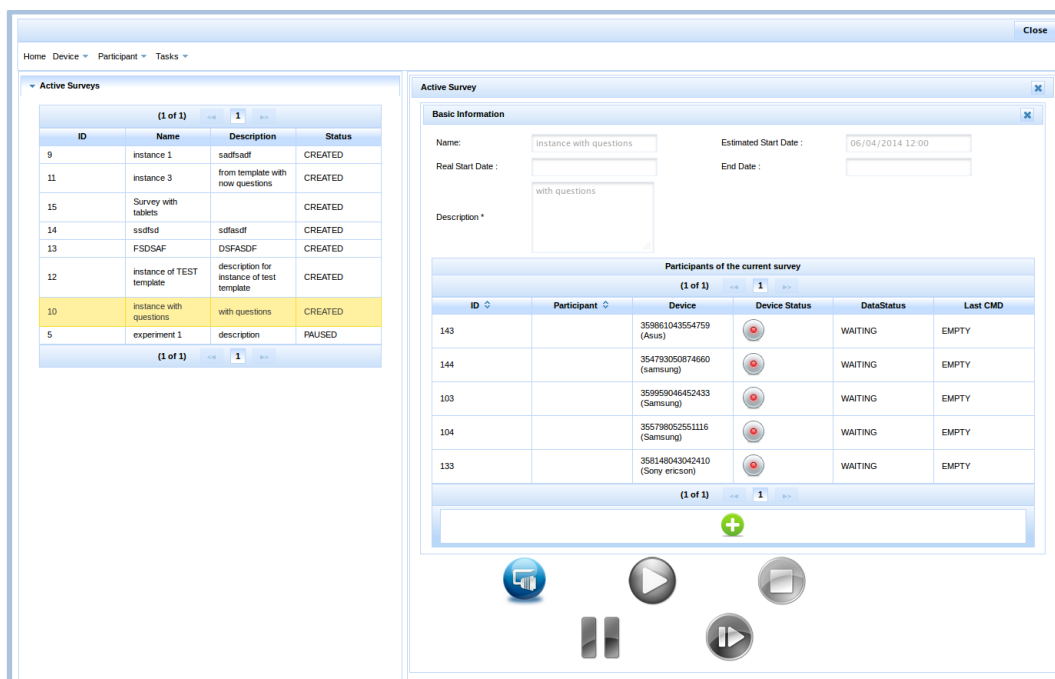 Close
Home Device Participant Tasks
Active Surveys
(1 of 1) 1
ID Name Description Status
9 instance 1 sadfsadf CREATED
11 instance 3 from template with
now questions CREATED
15 Survey with
tablets CREATED
14 ssdfsd sdfasdf CREATED
13 FSDSAF DSFASDF CREATED
12 instance of TEST
template description for
instance of test
template CREATED
10 instance with
questions with questions CREATED
5 experiment 1 description PAUSED
(1 of 1) 1
Active Survey
Basic Information
Name: instance with questions Estimated Start Date : 06/04/2014 12:00
Real Start Date : End Date :
Description * with questions
Participants of the current survey
(1 of 1) 1
ID Participant Device Device Status DataStatus Last CMD
143 359861043554759
(Asus) WAITING EMPTY
144 354793050874660
(samsung) WAITING EMPTY
103 359959046452433
(Samsung) WAITING EMPTY
104 355798052551116
(Samsung) WAITING EMPTY
133 358148043042410
(Sony ericson) WAITING EMPTY
(1 of 1) 1